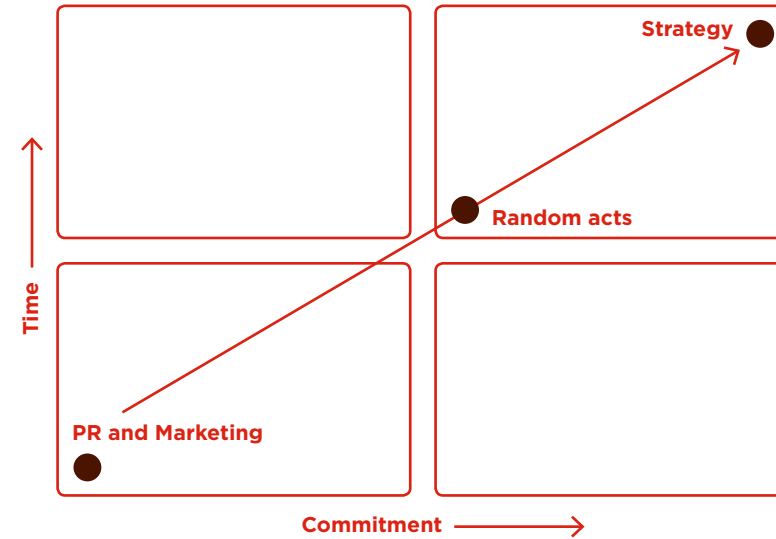 Strategy
Random acts
Time
PR and Marketing
Commitment